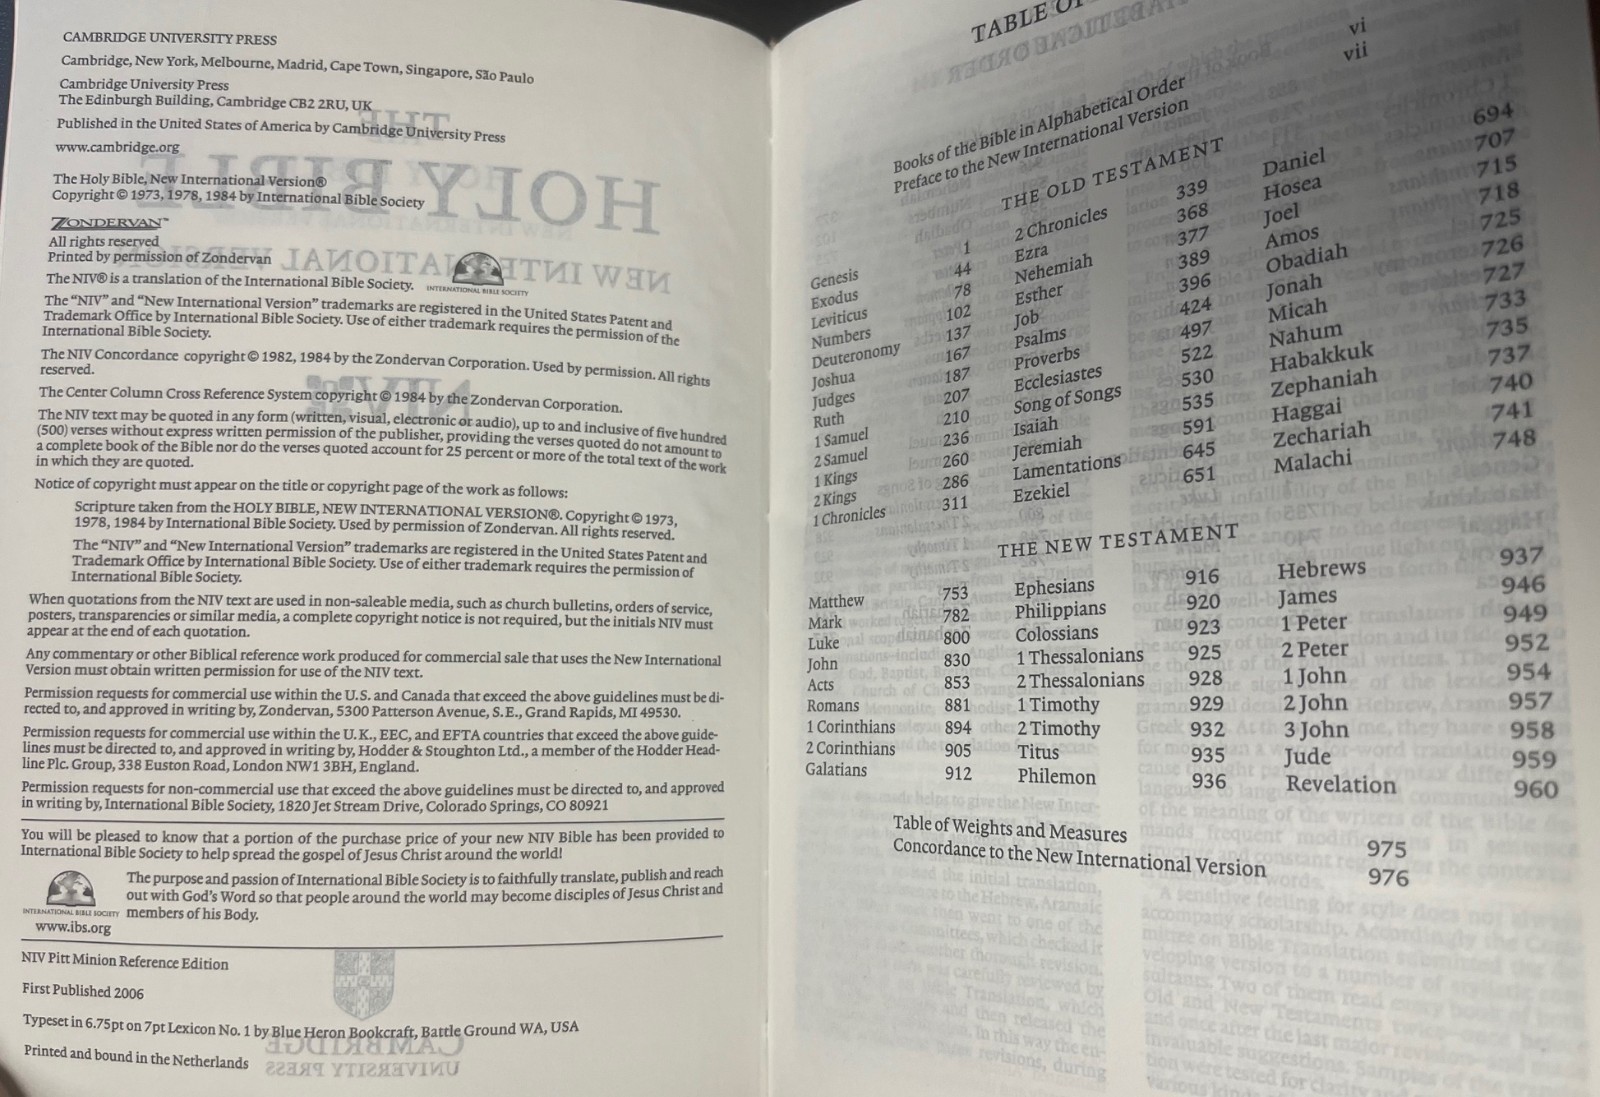 CAMBRIDGE UNIVERSITY PRESS
Cambridge, New York, Melbourne, Madrid, Cape Town, Singapore, São Paulo
Cambridge University Press
The Edinburgh Building, Cambridge CB2 2RU, UK
Published in the United States of America by Cambridge University Press
www.cambridge.org
The Holy Bible, New International Version®
Copyright © 1973, 1978, 1984 by International Bible Society
ZONDERVAN™
All rights reserved
Printed by permission of Zondervan
The NIV® is a translation of the International Bible Society.
INTERNATIONAL BIBLE SOCIETY
The “NIV” and “New International Version” trademarks are registered in the United States Patent and
Trademark Office by International Bible Society. Use of either trademark requires the permission of the
International Bible Society.
The NIV Concordance copyright © 1982, 1984 by the Zondervan Corporation. Used by permission. All rights
reserved.
The Center Column Cross Reference System copyright © 1984 by the Zondervan Corporation.
The NIV text may be quoted in any form (written, visual, electronic or audio), up to and inclusive of five hundred
(500) verses without express written permission of the publisher, providing the verses quoted do not amount to
a complete book of the Bible nor do the verses quoted account for 25 percent or more of the total text of the work
in which they are quoted.
Notice of copyright must appear on the title or copyright page of the work as follows:
Scripture taken from the HOLY BIBLE, NEW INTERNATIONAL VERSION®. Copyright © 1973,
1978, 1984 by International Bible Society. Used by permission of Zondervan. All rights reserved.
The “NIV” and “New International Version” trademarks are registered in the United States Patent and
Trademark Office by International Bible Society. Use of either trademark requires the permission of
International Bible Society.
When quotations from the NIV text are used in non-saleable media, such as church bulletins, orders of service,
posters, transparencies or similar media, a complete copyright notice is not required, but the initials NIV must
appear at the end of each quotation.
Any commentary or other Biblical reference work produced for commercial sale that uses the New International
Version must obtain written permission for use of the NIV text.
Permission requests for commercial use within the U.S. and Canada that exceed the above guidelines must be di-
rected to, and approved in writing by, Zondervan, 5300 Patterson Avenue, S.E., Grand Rapids, MI 49530.
Permission requests for commercial use within the U.K., EEC, and EFTA countries that exceed the above guide-
lines must be directed to, and approved in writing by, Hodder & Stoughton Ltd., a member of the Hodder Head-
line Plc. Group, 338 Euston Road, London NW1 3BH, England.
Permission requests for non-commercial use that exceed the above guidelines must be directed to, and approved
in writing by, International Bible Society, 1820 Jet Stream Drive, Colorado Springs, CO 80921
You will be pleased to know that a portion of the purchase price of your new NIV Bible has been provided to
International Bible Society to help spread the gospel of Jesus Christ around the world!
The purpose and passion of International Bible Society is to faithfully translate, publish and reach
out with God's Word so that people around the world may become disciples of Jesus Christ and
members of his Body.
INTERNATIONAL BIBLE SOCIETY
www.ibs.org
NIV Pitt Minion Reference Edition
First Published 2006
Typeset in 6.75pt on 7pt Lexicon No. 1 by Blue Heron Bookcraft, Battle Ground WA, USA
Printed and bound in the Netherlands
TABLE OF
Books of the Bible in Alphabetical Order vi
Preface to the New International Version vii
THE OLD TESTAMENT
Genesis 1
Exodus 44
Leviticus 78
Numbers 102
Deuteronomy 137
Joshua 167
Judges 187
Ruth 207
1 Samuel 210
2 Samuel 236
1 Kings 260
2 Kings 286
1 Chronicles 311
2 Chronicles 339
Ezra 368
Nehemiah 377
Esther 389
Job 396
Psalms 424
Proverbs 497
Ecclesiastes 522
Song of Songs 530
Isaiah 535
Jeremiah 591
Lamentations 645
Ezekiel 651
Daniel 694
Hosea 707
Joel 715
Amos 718
Obadiah 725
Jonah 726
Micah 727
Nahum 733
Habakkuk 735
Zephaniah 737
Haggai 740
Zechariah 741
Malachi 748
THE NEW TESTAMENT
Matthew 753
Mark 782
Luke 800
John 830
Acts 853
Romans 881
1 Corinthians 894
2 Corinthians 905
Galatians 912
Ephesians 916
Philippians 920
Colossians 923
1 Thessalonians 925
2 Thessalonians 928
1 Timothy 929
2 Timothy 932
Titus 935
Philemon 936
Hebrews 937
James 946
1 Peter 949
2 Peter 952
1 John 954
2 John 957
3 John 958
Jude 959
Revelation 960
Table of Weights and Measures 975
Concordance to the New International Version 976